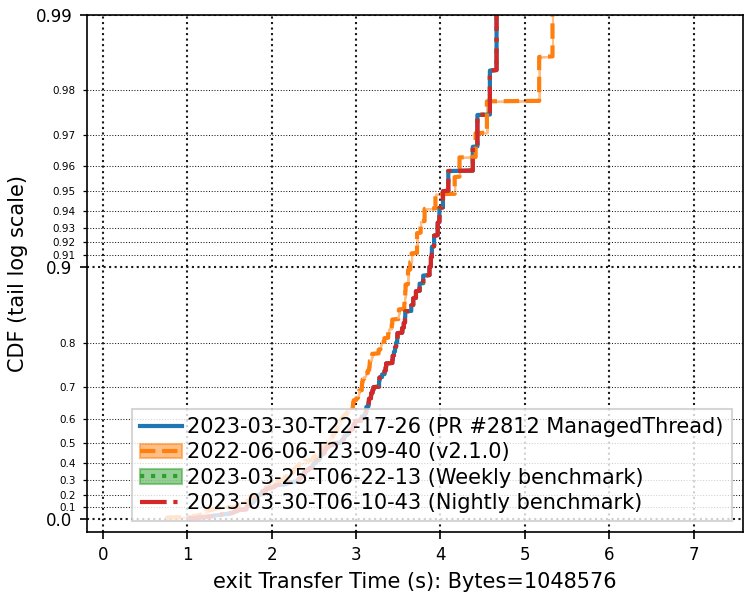 CDF (tail log scale)
0.99
0.98
0.97
0.96
0.95
0.94
0.93
0.92
0.91
0.9
0.8
0.7
0.6
0.5
0.4
0.3
0.2
0.1
0.0
2023-03-30-T22-17-26 (PR #2812 ManagedThread)
2022-06-06-T23-09-40 (v2.1.0)
2023-03-25-T06-22-13 (Weekly benchmark)
2023-03-30-T06-10-43 (Nightly benchmark)
0 1 2 3 4 5 6 7
exit Transfer Time (s): Bytes=1048576